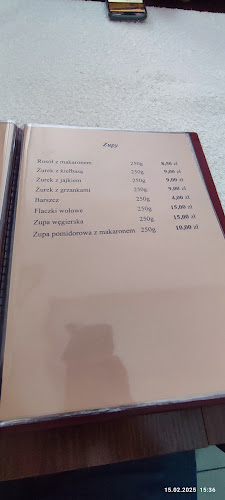 Zupy
Rosół z makaronem 250g 8,00 zł
Żurek z kiełbasą 250g 9,00 zł
Żurek z jajkiem 250g 9,00 zł
Żurek z grzankami 250g 9,00 zł
Barszcz 250g 4,00 zł
Flaczki wołowe 250g 15,00 zł
Zupa węgierska 250g 15,00 zł
Zupa pomidorowa z makaronem 250g 10,00 zł
15.02.2025 15:36